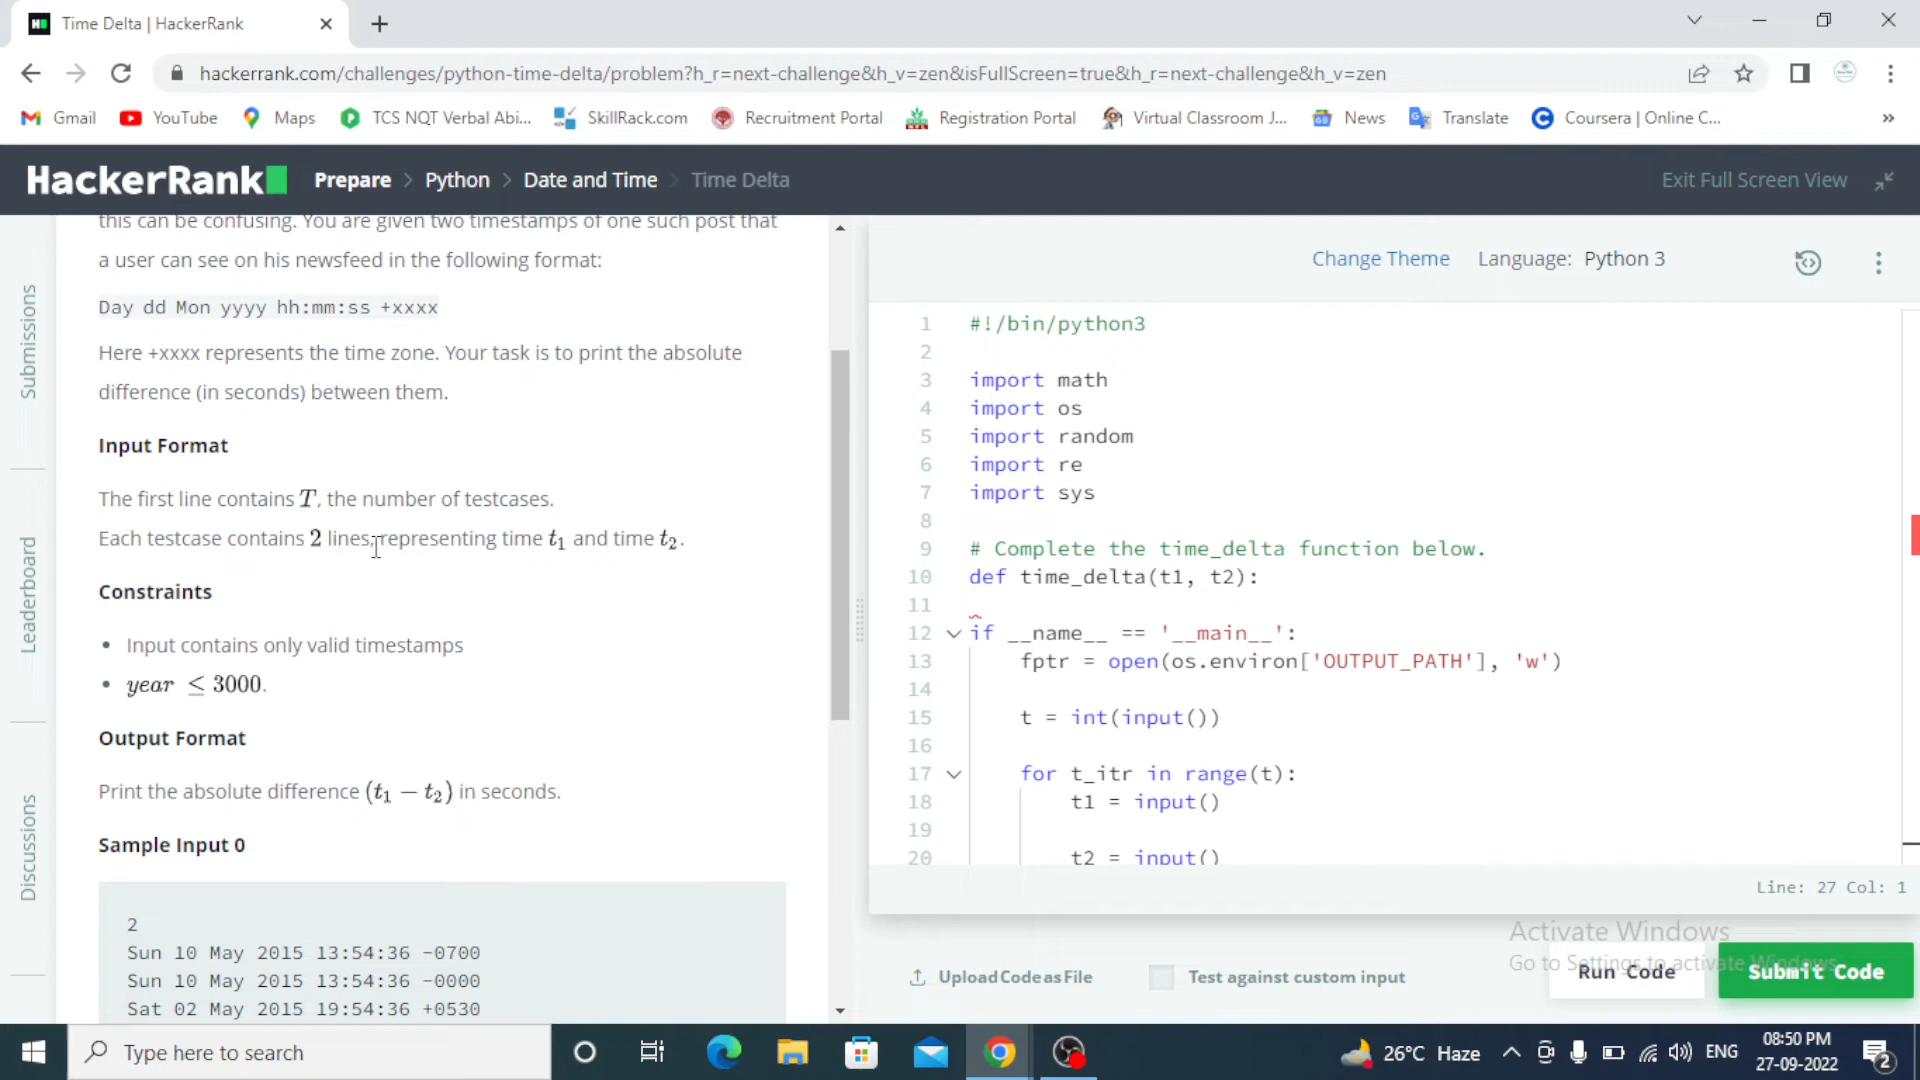 Time Delta | HackerRank
hackerrank.com/challenges/python-time-delta/problem?h_r=next-challenge&h_v=zen&isFullScreen=true&h_r=next-challenge&h_v=zen
Gmail YouTube Maps TCS NQT Verbal Abi... SkillRack.com Recruitment Portal Registration Portal Virtual Classroom J... News Translate Coursera | Online C... »
HackerRank Prepare > Python > Date and Time > Time Delta Exit Full Screen View
Submissions
Leaderboard
Discussions
this can be confusing. You are given two timestamps of one such post that
a user can see on his newsfeed in the following format:
Day dd Mon yyyy hh:mm:ss +xxxx
Here +xxxx represents the time zone. Your task is to print the absolute
difference (in seconds) between them.
Input Format
The first line contains T, the number of testcases.
Each testcase contains 2 lines, representing time t1 and time t2.
Constraints
• Input contains only valid timestamps
• year ≤ 3000.
Output Format
Print the absolute difference (t1 − t2) in seconds.
Sample Input 0
2
Sun 10 May 2015 13:54:36 -0700
Sun 10 May 2015 13:54:36 -0000
Sat 02 May 2015 19:54:36 +0530
Change Theme Language: Python 3
1 #!/bin/python3
2
3 import math
4 import os
5 import random
6 import re
7 import sys
8
9 # Complete the time_delta function below.
10 def time_delta(t1, t2):
11
12 if __name__ == '__main__':
13 fptr = open(os.environ['OUTPUT_PATH'], 'w')
14
15 t = int(input())
16
17 for t_itr in range(t):
18 t1 = input()
19
20 t2 = input()
Line: 27 Col: 1
Upload Code as File Test against custom input Run Code Submit Code
Activate Windows
Go to Settings to activate Windows.
Type here to search
26°C Haze ENG 08:50 PM
27-09-2022
2